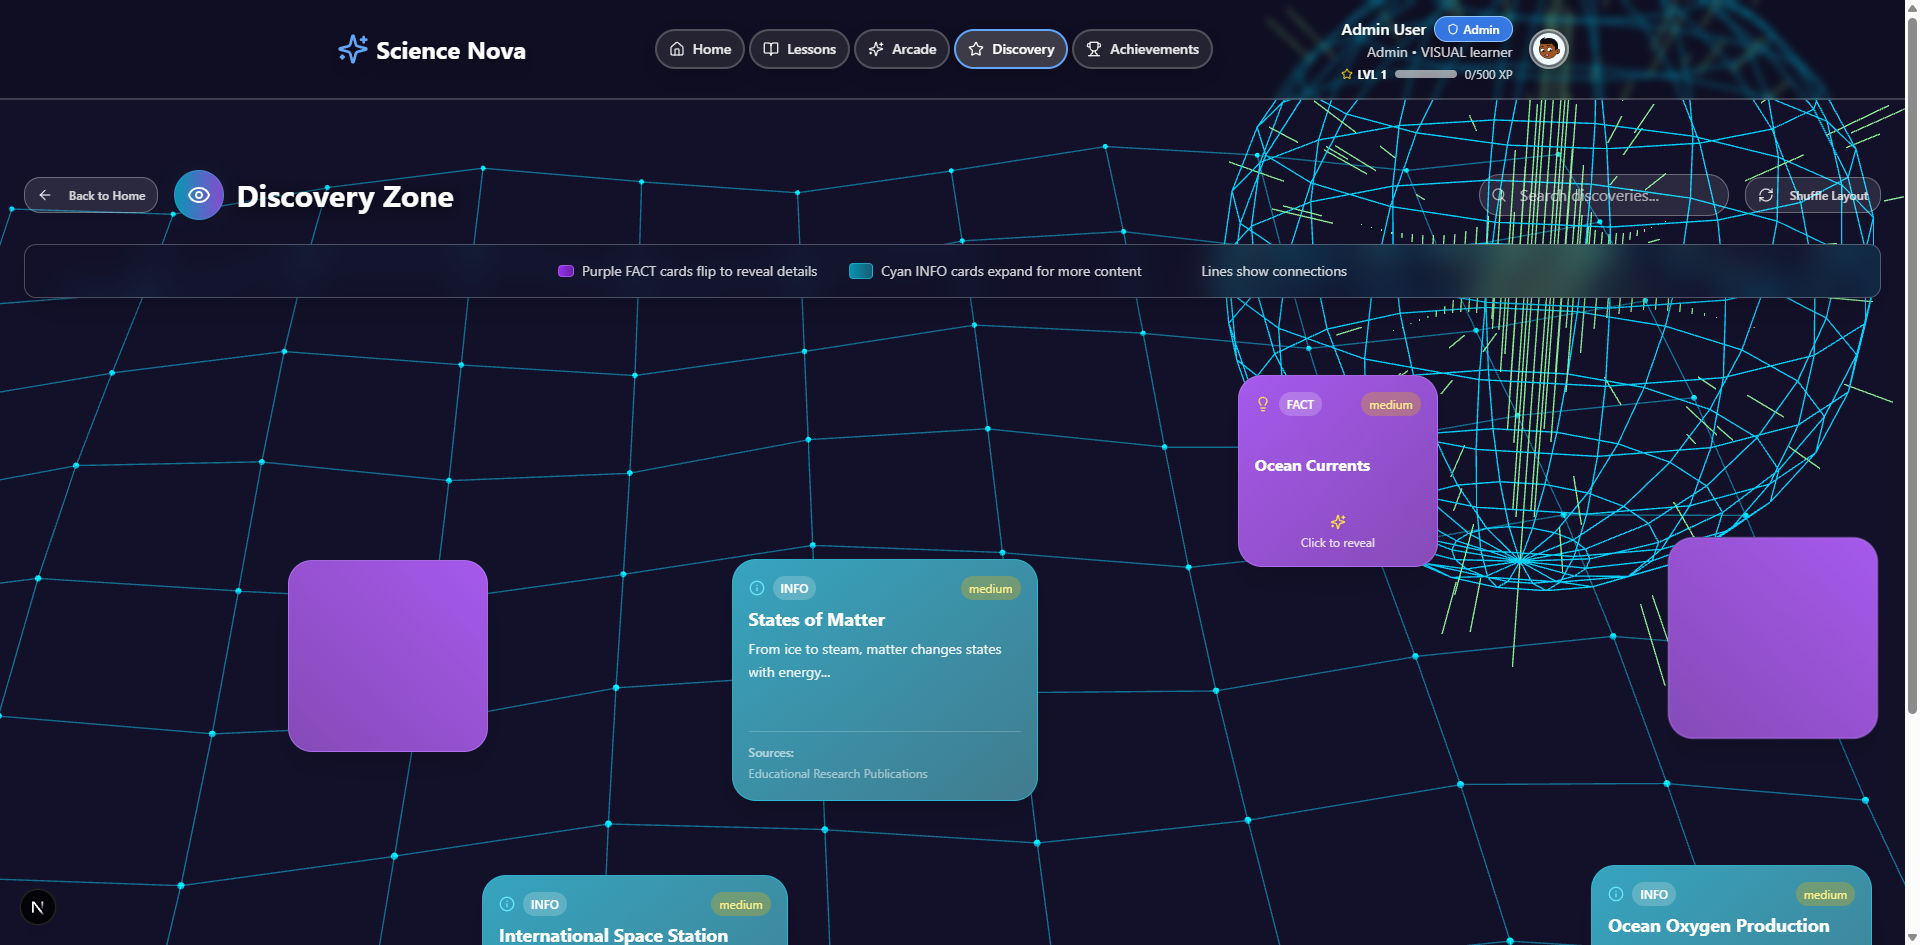 Science Nova
Home
Lessons
Arcade
Discovery
Achievements
Admin User
Admin
Admin • VISUAL learner
LVL 1
0/500 XP
Back to Home
Discovery Zone
Search discoveries...
Shuffle Layout
Purple FACT cards flip to reveal details
Cyan INFO cards expand for more content
Lines show connections
FACT
medium
Ocean Currents
Click to reveal
INFO
medium
States of Matter
From ice to steam, matter changes states
with energy...
Sources:
Educational Research Publications
INFO
medium
International Space Station
INFO
medium
Ocean Oxygen Production
N